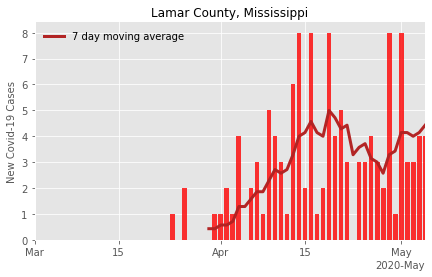 Lamar County, Mississippi
7 day moving average
New Covid-19 Cases
8
7
6
5
4
3
2
1
0
Mar
15
Apr
15
May
2020-May